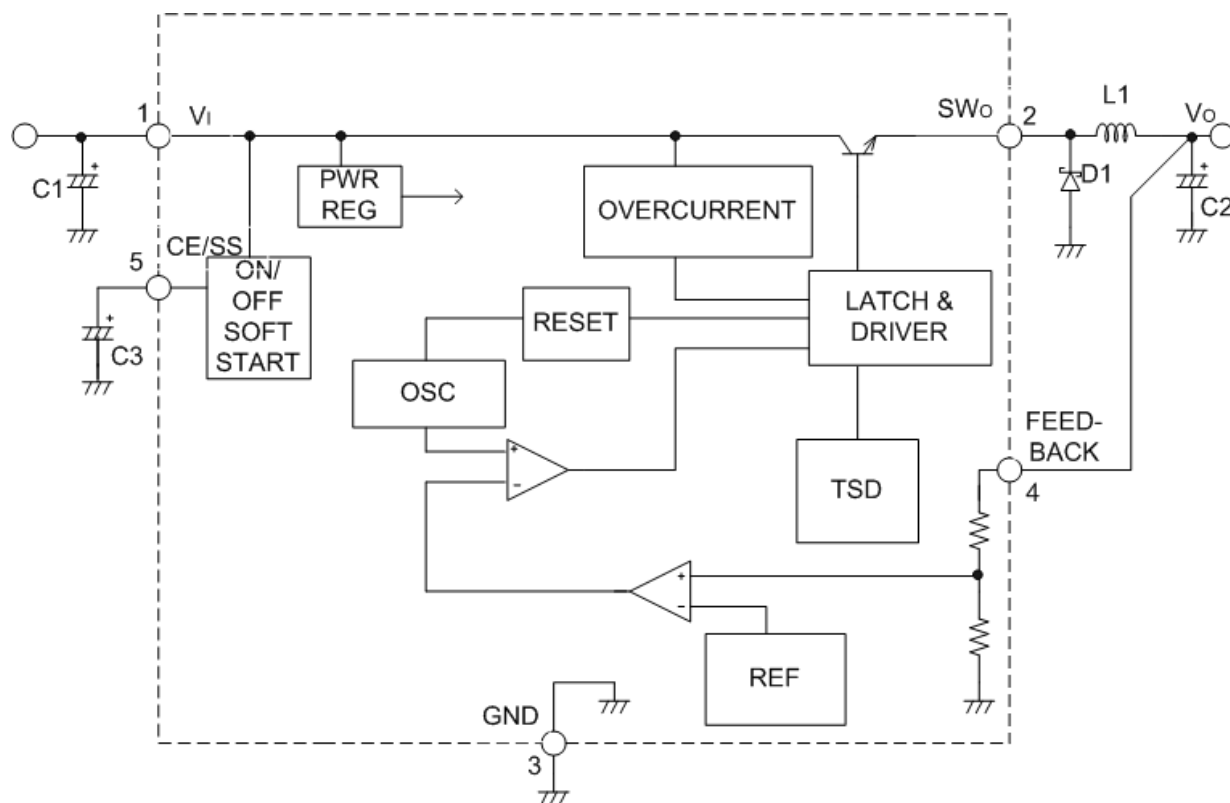 1
VI
SWO
2
L1
VO
C1
PWR
REG
OVERCURRENT
D1
C2
5
CE/SS
ON/
OFF
SOFT
START
C3
RESET
LATCH &
DRIVER
OSC
+
−
TSD
FEED-
BACK
4
+
−
REF
GND
3
+
+
+